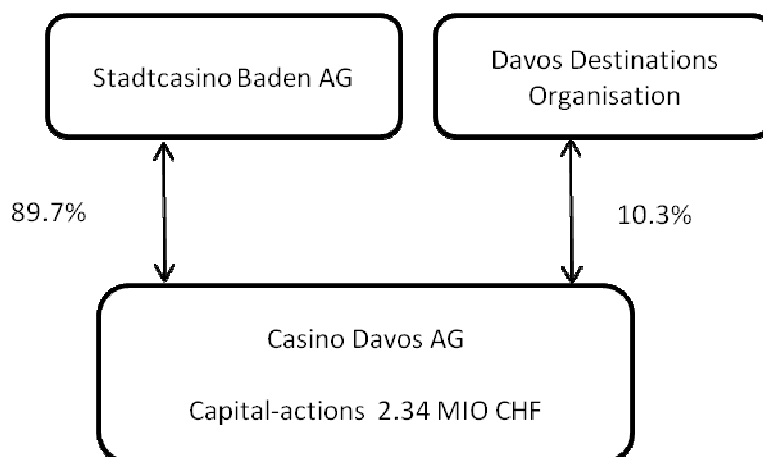 Stadtcasino Baden AG
Davos Destinations
Organisation
89.7%
10.3%
Casino Davos AG
Capital-actions 2.34 MIO CHF